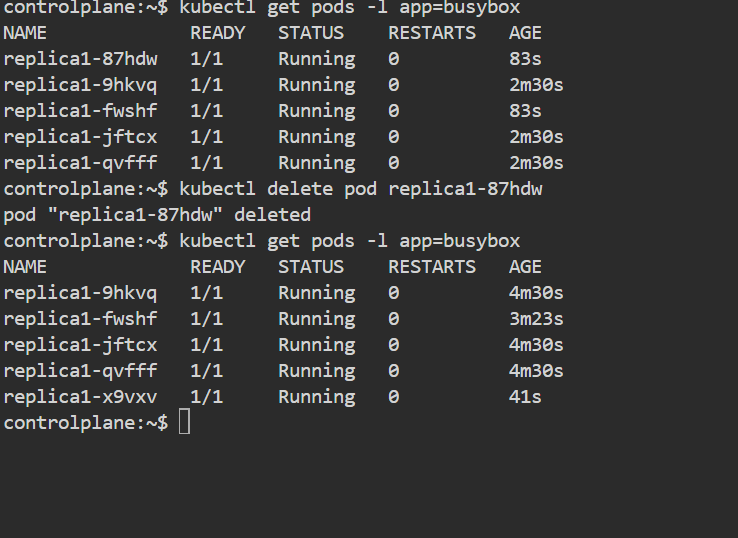 controlplane:~$ kubectl get pods -l app=busybox
NAME             READY   STATUS    RESTARTS   AGE
replica1-87hdw   1/1     Running   0          83s
replica1-9hkvq   1/1     Running   0          2m30s
replica1-fwshf   1/1     Running   0          83s
replica1-jftcx   1/1     Running   0          2m30s
replica1-qvfff   1/1     Running   0          2m30s
controlplane:~$ kubectl delete pod replica1-87hdw
pod "replica1-87hdw" deleted
controlplane:~$ kubectl get pods -l app=busybox
NAME             READY   STATUS    RESTARTS   AGE
replica1-9hkvq   1/1     Running   0          4m30s
replica1-fwshf   1/1     Running   0          3m23s
replica1-jftcx   1/1     Running   0          4m30s
replica1-qvfff   1/1     Running   0          4m30s
replica1-x9vxv   1/1     Running   0          41s
controlplane:~$